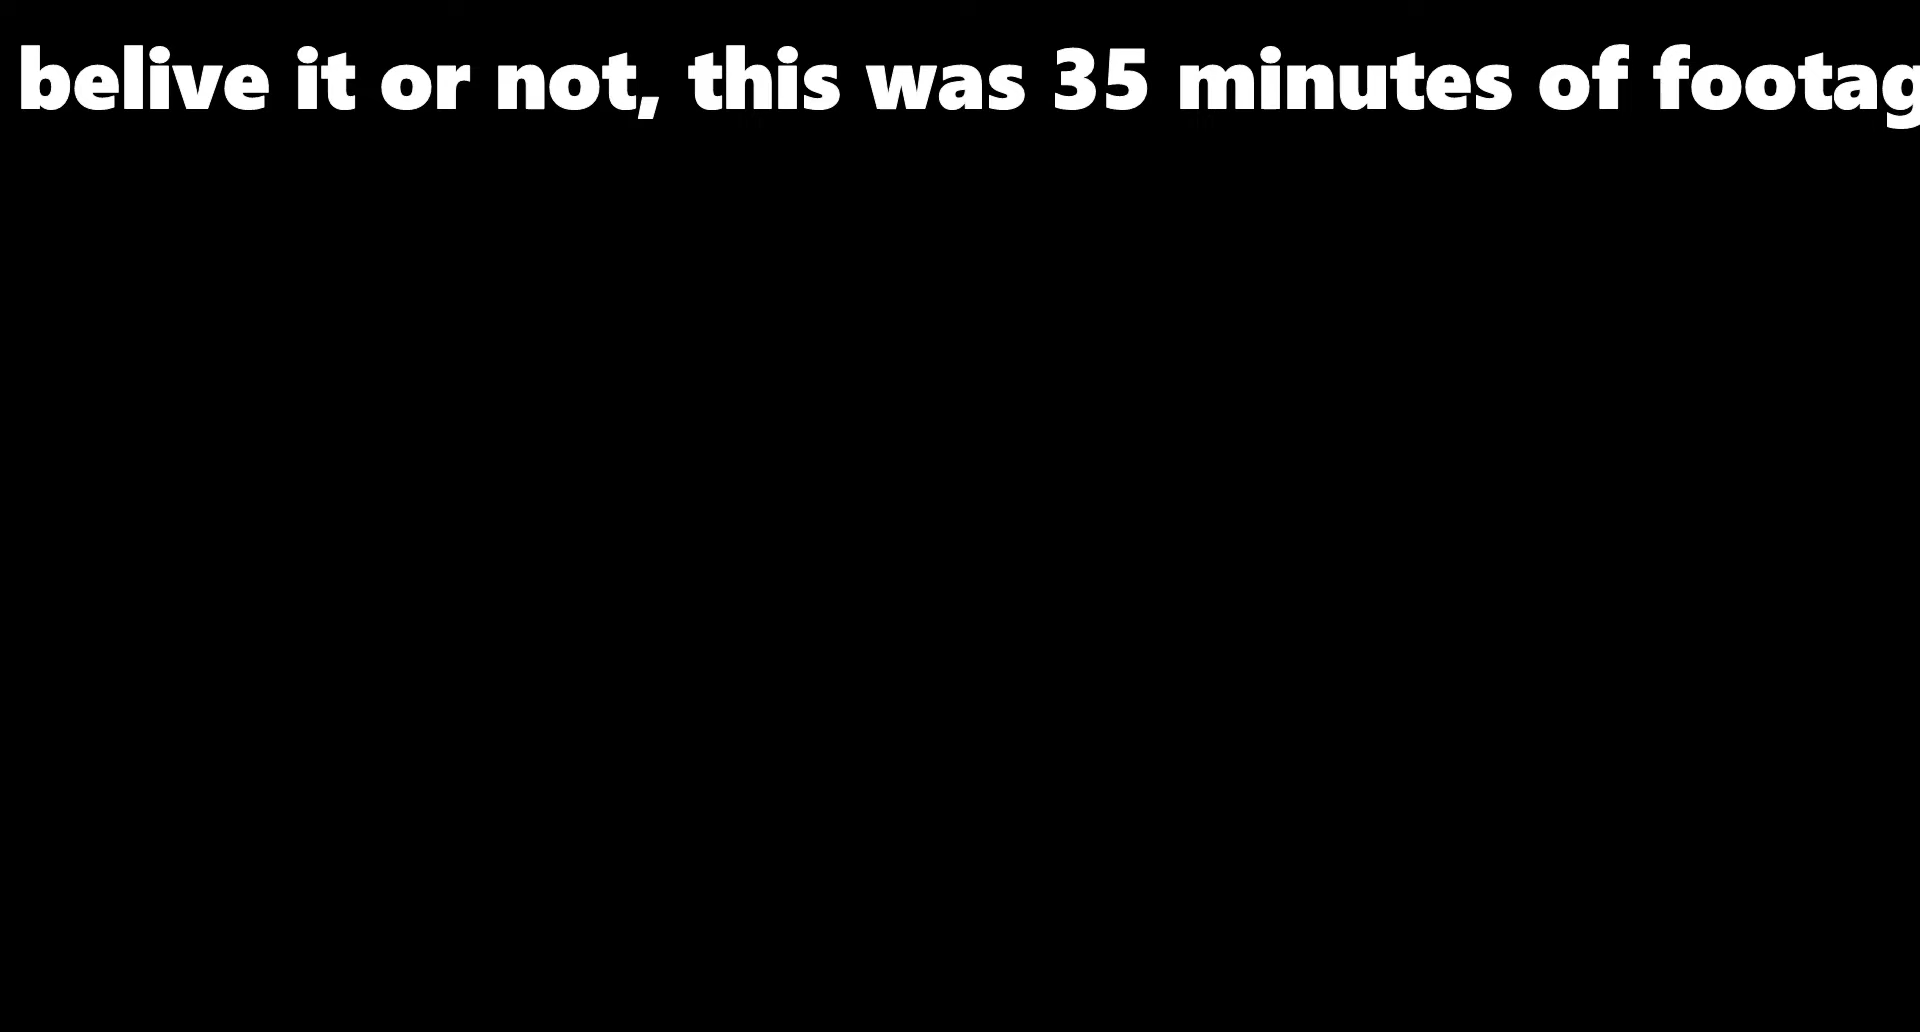 belive it or not, this was 35 minutes of footag